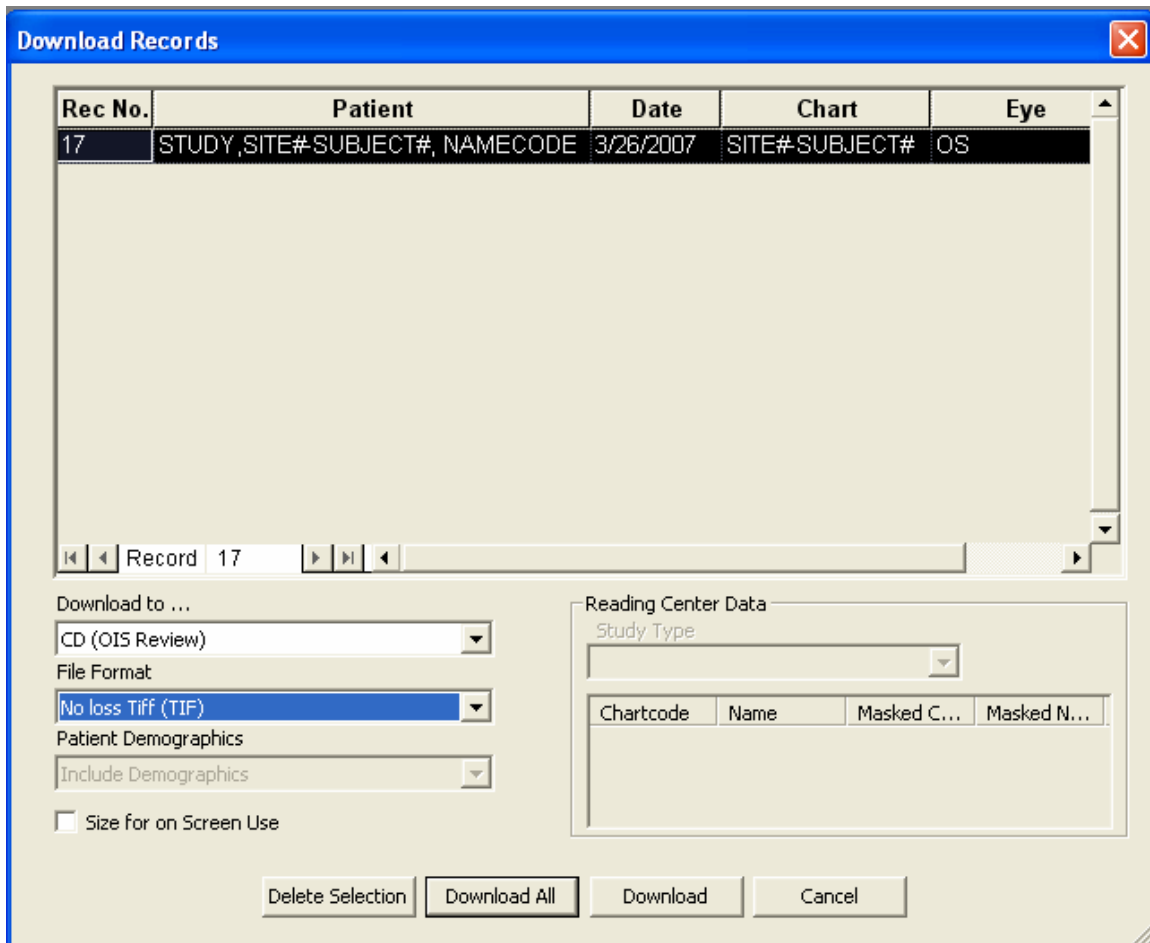 Download Records
Rec No. Patient Date Chart Eye
17 STUDY,SITE#-SUBJECT#, NAMECODE 3/26/2007 SITE#-SUBJECT# OS
Record 17
Download to ...
CD (OIS Review)
File Format
No loss Tiff (TIF)
Patient Demographics
Include Demographics
Size for on Screen Use
Reading Center Data
Study Type
Chartcode Name Masked C... Masked N...
Delete Selection Download All Download Cancel